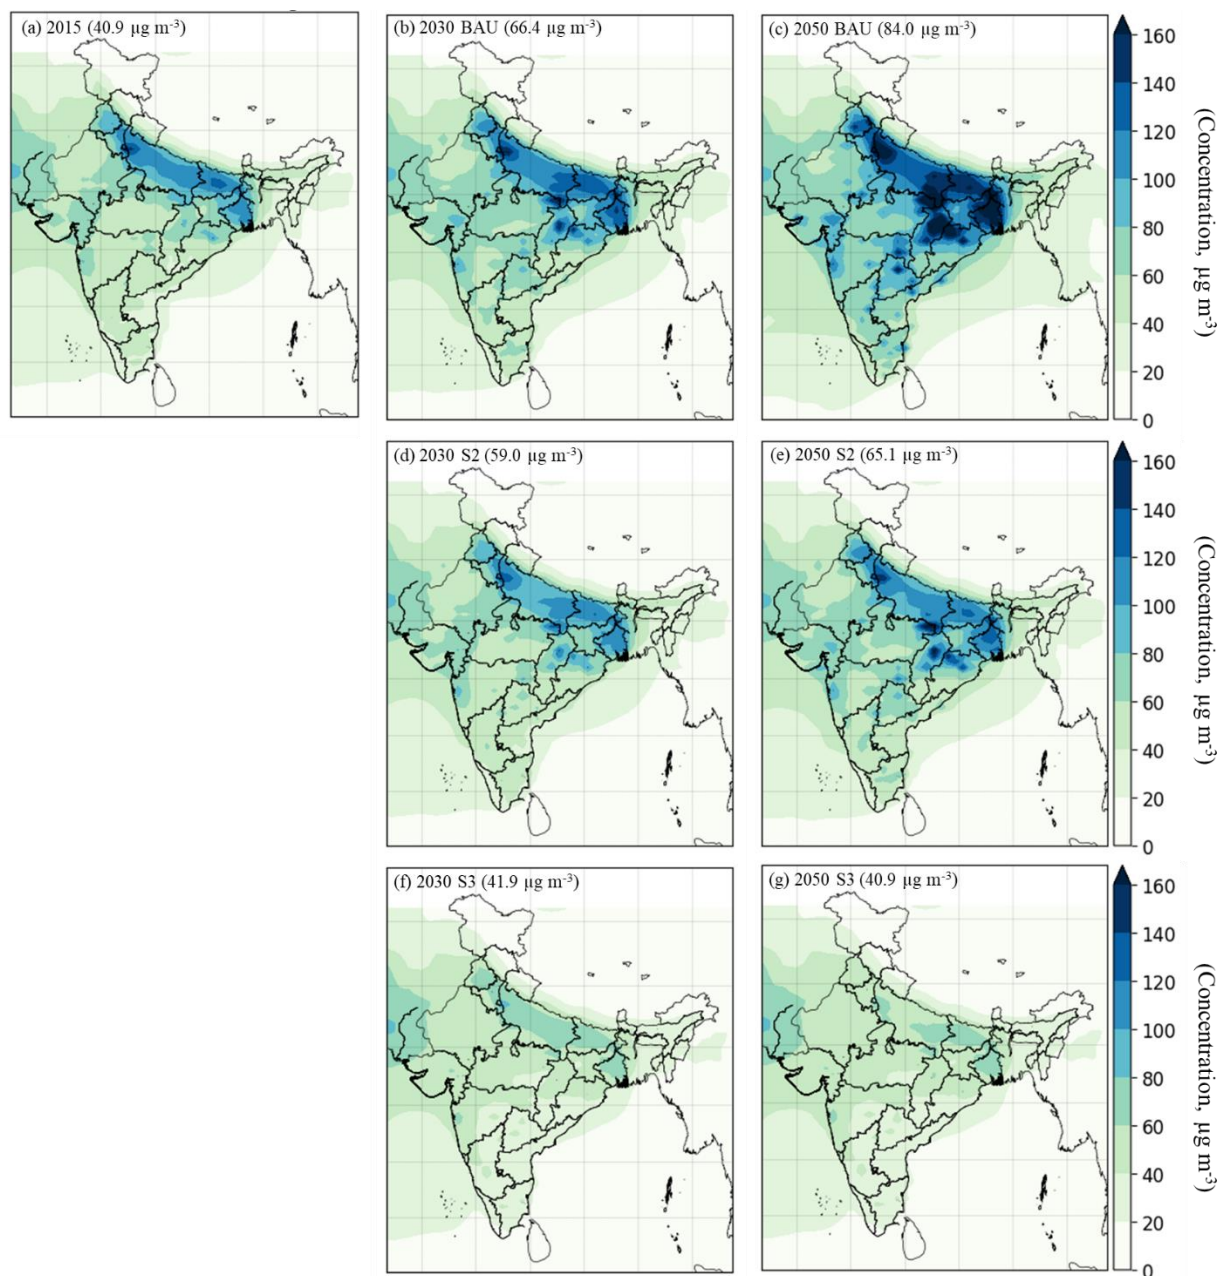 (a) 2015 (40.9 µg m-3)
(b) 2030 BAU (66.4 µg m-3)
(c) 2050 BAU (84.0 µg m-3)
160
140
120
100
80
60
40
20
0
(Concentration, µg m-3)
(d) 2030 S2 (59.0 µg m-3)
(e) 2050 S2 (65.1 µg m-3)
160
140
120
100
80
60
40
20
0
(Concentration, µg m-3)
(f) 2030 S3 (41.9 µg m-3)
(g) 2050 S3 (40.9 µg m-3)
160
140
120
100
80
60
40
20
0
(Concentration, µg m-3)